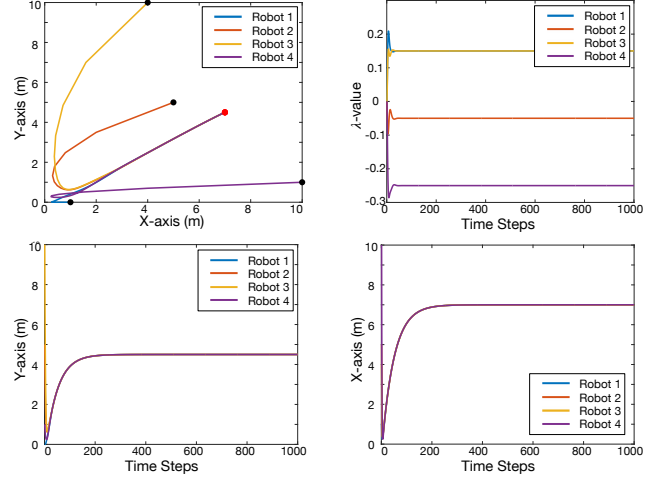 10
8
6
4
2
0
0 2 4 6 8 10
Y-axis (m)
X-axis (m)
Robot 1
Robot 2
Robot 3
Robot 4
0.2
0.1
0
-0.1
-0.2
-0.3
0 200 400 600 800 1000
λ-value
Time Steps
Robot 1
Robot 2
Robot 3
Robot 4
10
8
6
4
2
0
0 200 400 600 800 1000
Y-axis (m)
Time Steps
Robot 1
Robot 2
Robot 3
Robot 4
10
8
6
4
2
0
0 200 400 600 800 1000
X-axis (m)
Time Steps
Robot 1
Robot 2
Robot 3
Robot 4